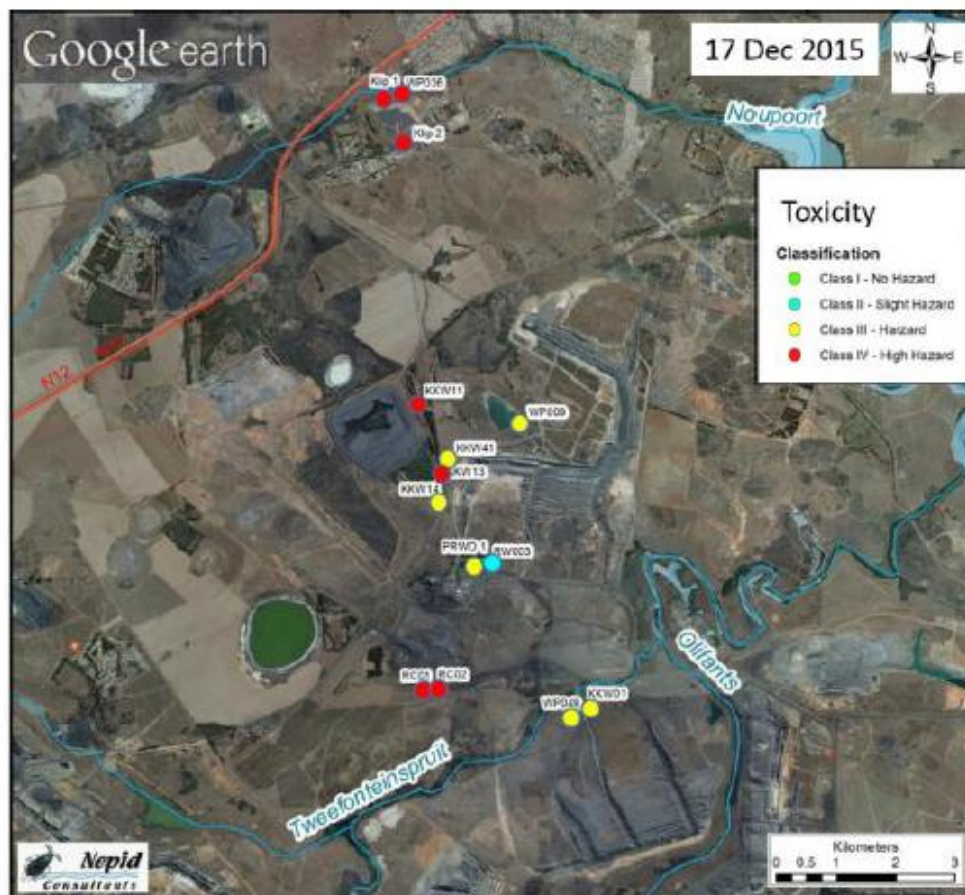 Google earth
17 Dec 2015
N
W E
S
Klip 1
WP036
Klip 2
Noupoort
Toxicity
Classification
Class I - No Hazard
Class II - Slight Hazard
Class III - Hazard
Class IV - High Hazard
N12
KKW11
WP009
KKW41
KW13
KKW14
PRWD 1
RC01
RC02
WP049
KKW01
Olifants
Tweefonteinspruit
Nepid
Consultants
Kilometers
0 0.5 1 2 3